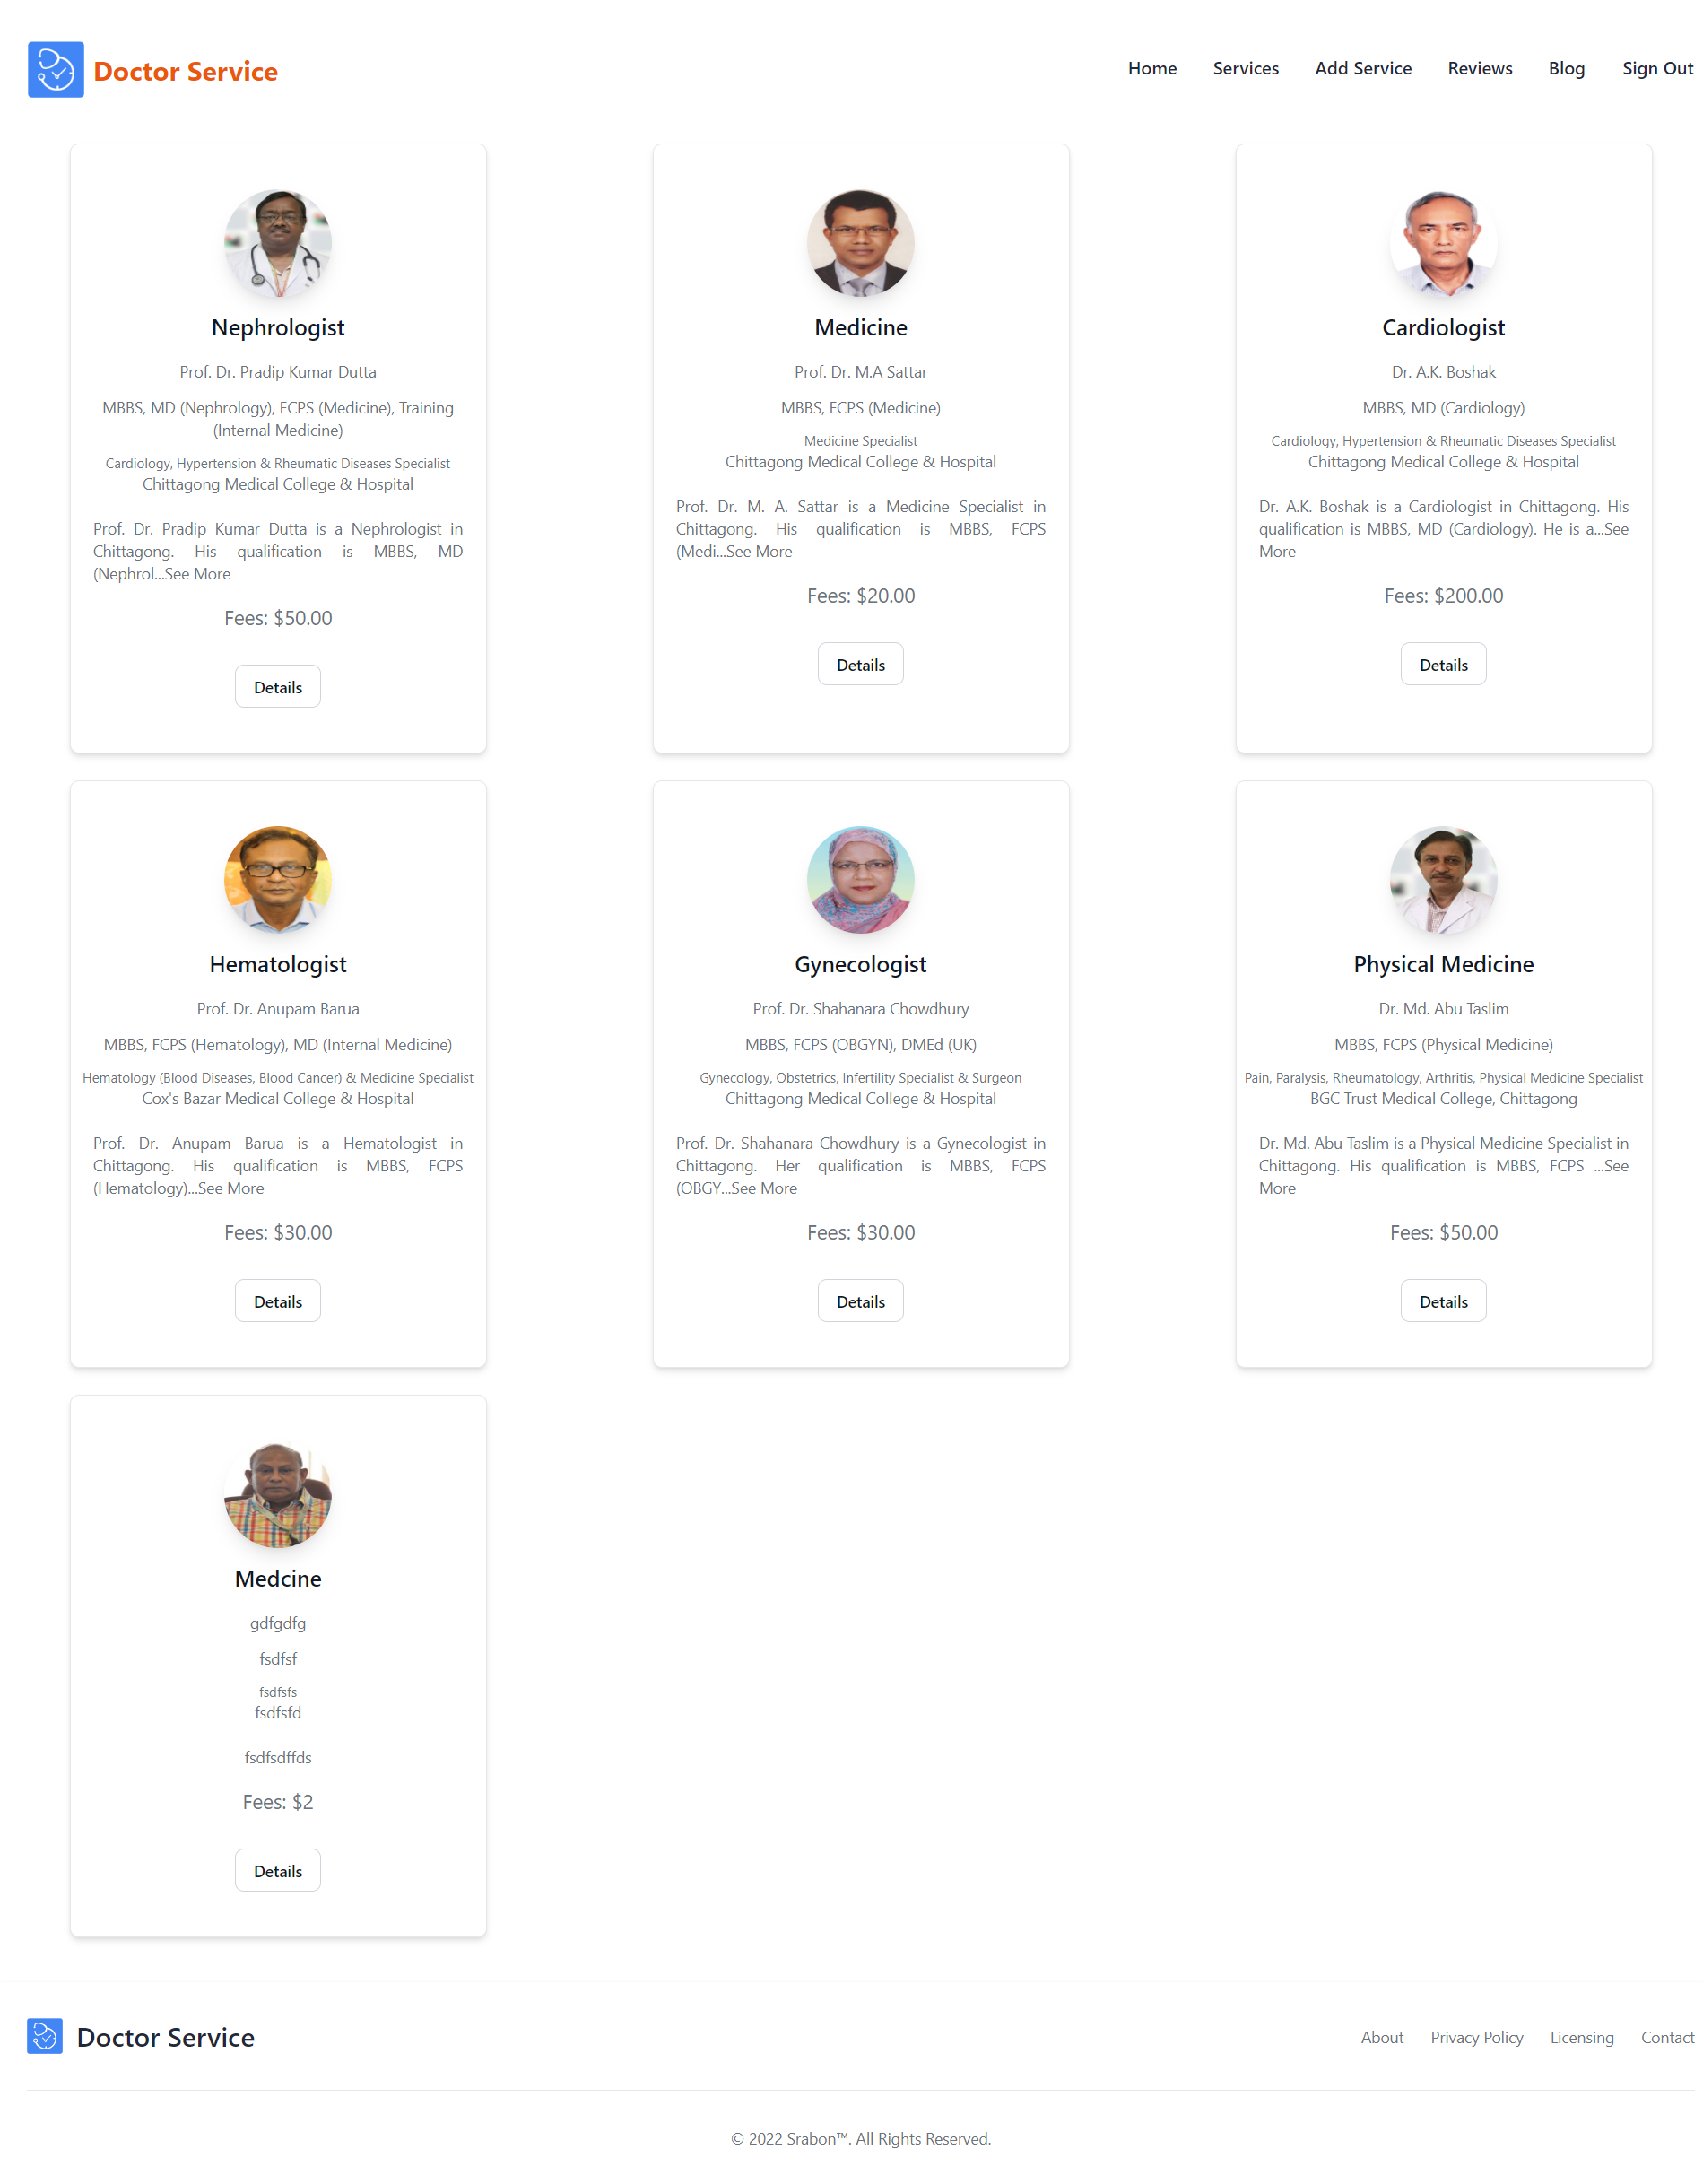 Doctor Service
Home Services Add Service Reviews Blog Sign Out
Nephrologist
Prof. Dr. Pradip Kumar Dutta
MBBS, MD (Nephrology), FCPS (Medicine), Training
(Internal Medicine)
Cardiology, Hypertension & Rheumatic Diseases Specialist
Chittagong Medical College & Hospital
Prof. Dr. Pradip Kumar Dutta is a Nephrologist in
Chittagong. His qualification is MBBS, MD
(Nephrol...See More
Fees: $50.00
Details
Medicine
Prof. Dr. M.A Sattar
MBBS, FCPS (Medicine)
Medicine Specialist
Chittagong Medical College & Hospital
Prof. Dr. M. A. Sattar is a Medicine Specialist in
Chittagong. His qualification is MBBS, FCPS
(Medi...See More
Fees: $20.00
Details
Cardiologist
Dr. A.K. Boshak
MBBS, MD (Cardiology)
Cardiology, Hypertension & Rheumatic Diseases Specialist
Chittagong Medical College & Hospital
Dr. A.K. Boshak is a Cardiologist in Chittagong. His
qualification is MBBS, MD (Cardiology). He is a...See
More
Fees: $200.00
Details
Hematologist
Prof. Dr. Anupam Barua
MBBS, FCPS (Hematology), MD (Internal Medicine)
Hematology (Blood Diseases, Blood Cancer) & Medicine Specialist
Cox's Bazar Medical College & Hospital
Prof. Dr. Anupam Barua is a Hematologist in
Chittagong. His qualification is MBBS, FCPS
(Hematology)...See More
Fees: $30.00
Details
Gynecologist
Prof. Dr. Shahanara Chowdhury
MBBS, FCPS (OBGYN), DMEd (UK)
Gynecology, Obstetrics, Infertility Specialist & Surgeon
Chittagong Medical College & Hospital
Prof. Dr. Shahanara Chowdhury is a Gynecologist in
Chittagong. Her qualification is MBBS, FCPS
(OBGY...See More
Fees: $30.00
Details
Physical Medicine
Dr. Md. Abu Taslim
MBBS, FCPS (Physical Medicine)
Pain, Paralysis, Rheumatology, Arthritis, Physical Medicine Specialist
BGC Trust Medical College, Chittagong
Dr. Md. Abu Taslim is a Physical Medicine Specialist in
Chittagong. His qualification is MBBS, FCPS ...See
More
Fees: $50.00
Details
Medcine
gdfgdfg
fsdfsf
fsdfsfs
fsdfsfd
fsdfsdffds
Fees: $2
Details
Doctor Service
About Privacy Policy Licensing Contact
© 2022 Srabon™. All Rights Reserved.